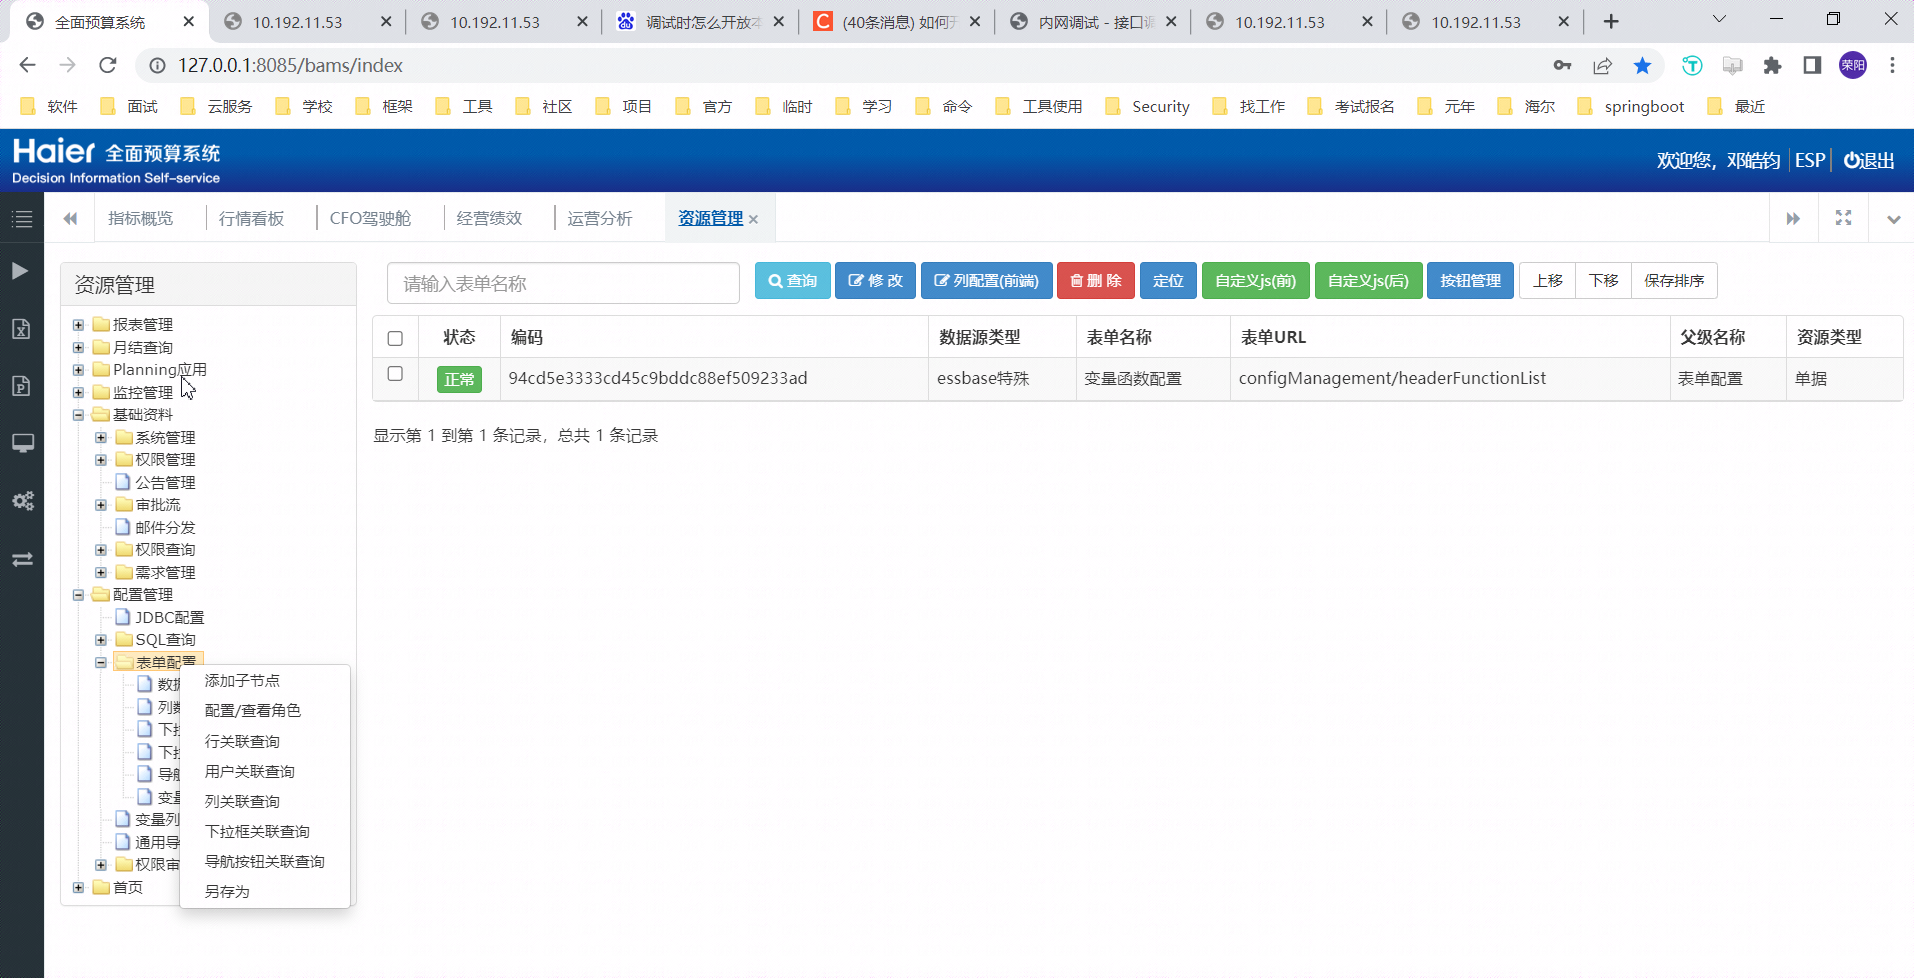 全面预算系统
10.192.11.53
10.192.11.53
调试时怎么开放本
(40条消息) 如何开
内网调试 - 接口调
10.192.11.53
10.192.11.53
127.0.0.1:8085/bams/index
荣阳
软件 面试 云服务 学校 框架 工具 社区 项目 官方 临时 学习 命令 工具使用 Security 找工作 考试报名 元年 海尔 springboot 最近
Haier 全面预算系统
Decision Information Self-service
欢迎您，邓皓钧 ESP 退出
指标概览 行情看板 CFO驾驶舱 经营绩效 运营分析 资源管理
资源管理
报表管理
月结查询
Planning应用
监控管理
基础资料
系统管理
权限管理
公告管理
审批流
邮件分发
权限查询
需求管理
配置管理
JDBC配置
SQL查询
表单配置
数据
列数
下拉
下拉
导航
变量
变量列
通用导
权限审
首页
添加子节点
配置/查看角色
行关联查询
用户关联查询
列关联查询
下拉框关联查询
导航按钮关联查询
另存为
请输入表单名称 查询 修 改 列配置(前端) 删 除 定位 自定义js(前) 自定义js(后) 按钮管理 上移 下移 保存排序
状态 编码 数据源类型 表单名称 表单URL 父级名称 资源类型
正常 94cd5e3333cd45c9bddc88ef509233ad essbase特殊 变量函数配置 configManagement/headerFunctionList 表单配置 单据
显示第 1 到第 1 条记录，总共 1 条记录